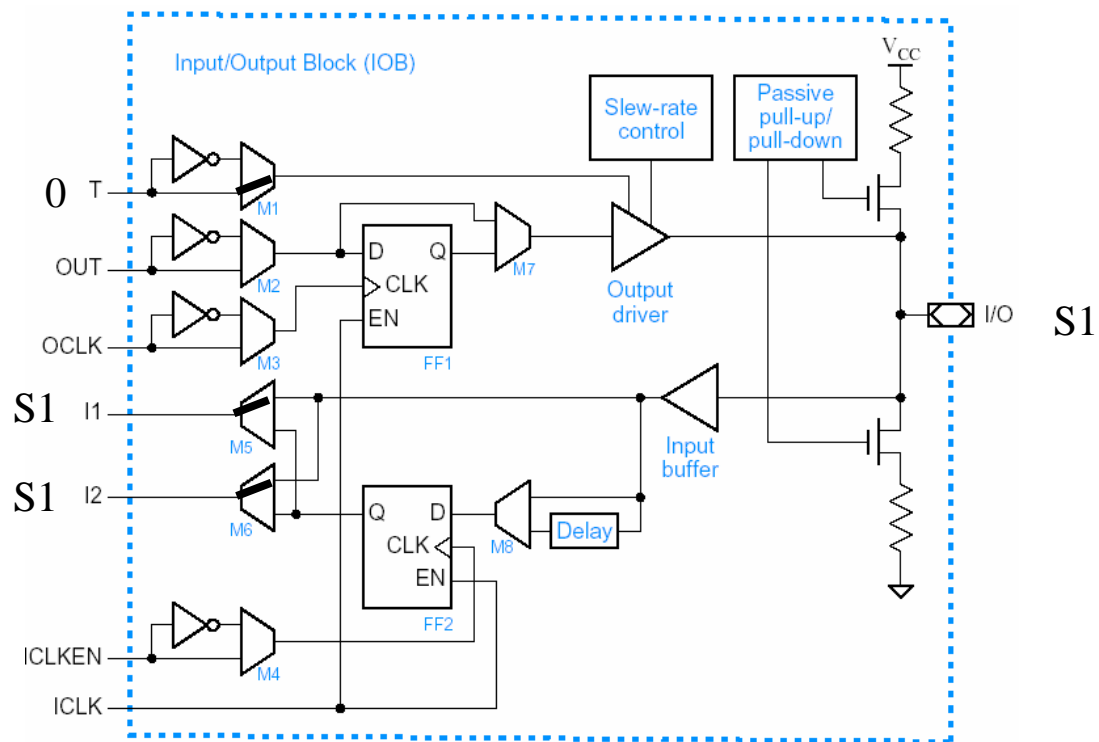 Input/Output Block (IOB)
VCC
Slew-rate
control
Passive
pull-up/
pull-down
0 T
M1
OUT
M2
D Q
CLK
EN
FF1
M7
Output
driver
OCLK
M3
I/O S1
S1 I1
M5
Input
buffer
S1 I2
M6
Q D
CLK
EN
FF2
M8
Delay
ICLKEN
M4
ICLK